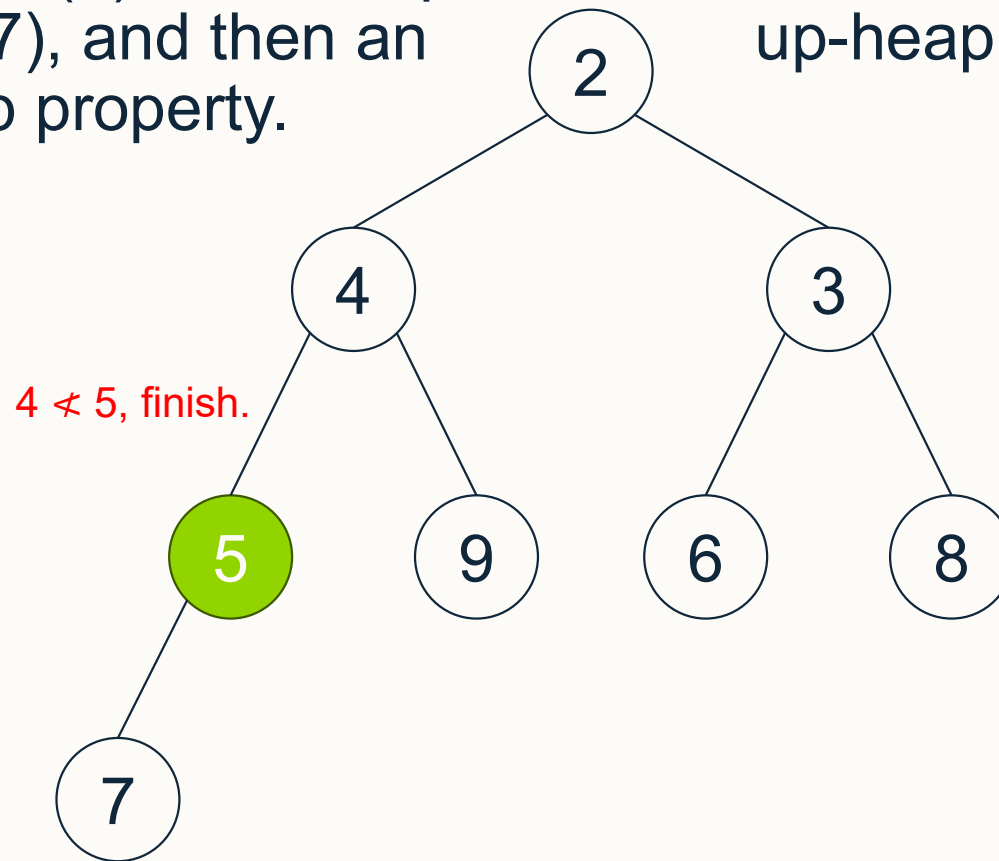 7), and then an up-heap
property.
2
4 3
4 ≮ 5, finish.
5 9 6 8
7